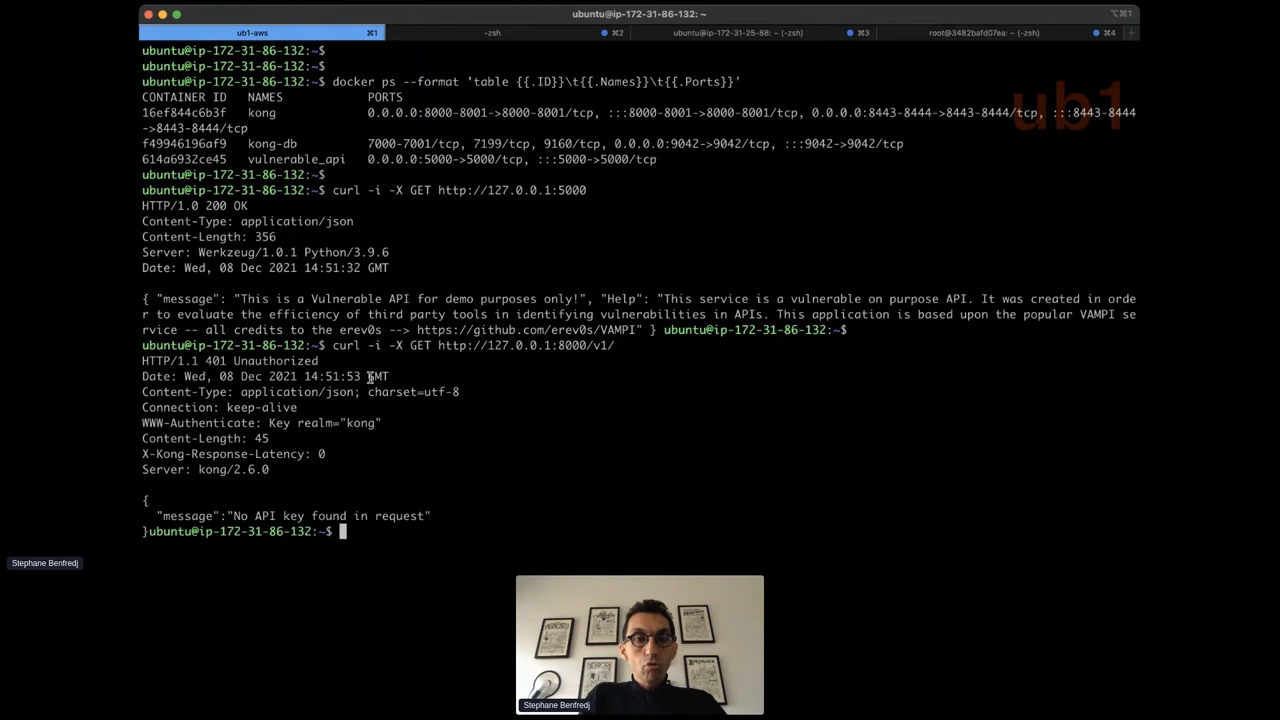 ubuntu@ip-172-31-86-132: ~
⌥⌘1
ub1-aws ⌘1
-zsh ⌘2
ubuntu@ip-172-31-25-88: ~ (-zsh) ⌘3
root@3482bafd07ea: ~ (-zsh) ⌘4
ubuntu@ip-172-31-86-132:~$
ubuntu@ip-172-31-86-132:~$
ubuntu@ip-172-31-86-132:~$ docker ps --format 'table {{.ID}}\t{{.Names}}\t{{.Ports}}'
ub1
CONTAINER ID   NAMES            PORTS
16ef844c6b3f   kong             0.0.0.0:8000-8001->8000-8001/tcp, :::8000-8001->8000-8001/tcp, 0.0.0.0:8443-8444->8443-8444/tcp, :::8443-8444
->8443-8444/tcp
f49946196af9   kong-db          7000-7001/tcp, 7199/tcp, 9160/tcp, 0.0.0.0:9042->9042/tcp, :::9042->9042/tcp
614a6932ce45   vulnerable_api   0.0.0.0:5000->5000/tcp, :::5000->5000/tcp
ubuntu@ip-172-31-86-132:~$
ubuntu@ip-172-31-86-132:~$ curl -i -X GET http://127.0.0.1:5000
HTTP/1.0 200 OK
Content-Type: application/json
Content-Length: 356
Server: Werkzeug/1.0.1 Python/3.9.6
Date: Wed, 08 Dec 2021 14:51:32 GMT
{ "message": "This is a Vulnerable API for demo purposes only!", "Help": "This service is a vulnerable on purpose API. It was created in orde
r to evaluate the efficiency of third party tools in identifying vulnerabilities in APIs. This application is based upon the popular VAMPI se
rvice -- all credits to the erev0s --> https://github.com/erev0s/VAMPI" } ubuntu@ip-172-31-86-132:~$
ubuntu@ip-172-31-86-132:~$ curl -i -X GET http://127.0.0.1:8000/v1/
HTTP/1.1 401 Unauthorized
Date: Wed, 08 Dec 2021 14:51:53 GMT
Content-Type: application/json; charset=utf-8
Connection: keep-alive
WWW-Authenticate: Key realm="kong"
Content-Length: 45
X-Kong-Response-Latency: 0
Server: kong/2.6.0
{
"message":"No API key found in request"
}ubuntu@ip-172-31-86-132:~$
Stephane Benfredj
Stephane Benfredj